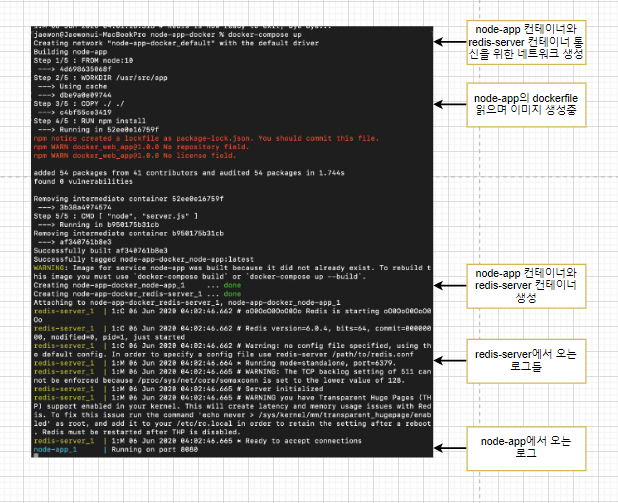 jaewon@Jaewonui-MacBookPro node-app-docker % docker-compose up
Creating network "node-app-docker_default" with the default driver
Building node-app
Step 1/5 : FROM node:10
---> 4d698635068f
Step 2/5 : WORKDIR /usr/src/app
---> Using cache
---> dbe9a0e09744
Step 3/5 : COPY ./ ./
---> c4bf55ce3419
Step 4/5 : RUN npm install
---> Running in 52ee0e16759f
npm notice created a lockfile as package-lock.json. You should commit this file.
npm WARN docker_web_app@1.0.0 No repository field.
npm WARN docker_web_app@1.0.0 No license field.
added 54 packages from 41 contributors and audited 54 packages in 1.744s
found 0 vulnerabilities
Removing intermediate container 52ee0e16759f
---> 3b38a4974574
Step 5/5 : CMD [ "node", "server.js" ]
---> Running in b950175b31cb
Removing intermediate container b950175b31cb
---> af340761b8e3
Successfully built af340761b8e3
Successfully tagged node-app-docker_node-app:latest
WARNING: Image for service node-app was built because it did not already exist. To rebuild t
his image you must use `docker-compose build` or `docker-compose up --build`.
Creating node-app-docker_node-app_1 ... done
Creating node-app-docker_redis-server_1 ... done
Attaching to node-app-docker_redis-server_1, node-app-docker_node-app_1
redis-server_1 | 1:C 06 Jun 2020 04:02:46.662 # oO0OoO0OoO0Oo Redis is starting oO0OoO0OoO0
Oo
redis-server_1 | 1:C 06 Jun 2020 04:02:46.662 # Redis version=6.0.4, bits=64, commit=000000
00, modified=0, pid=1, just started
redis-server_1 | 1:C 06 Jun 2020 04:02:46.662 # Warning: no config file specified, using th
e default config. In order to specify a config file use redis-server /path/to/redis.conf
redis-server_1 | 1:M 06 Jun 2020 04:02:46.664 * Running mode=standalone, port=6379.
redis-server_1 | 1:M 06 Jun 2020 04:02:46.665 # WARNING: The TCP backlog setting of 511 can
not be enforced because /proc/sys/net/core/somaxconn is set to the lower value of 128.
redis-server_1 | 1:M 06 Jun 2020 04:02:46.665 # Server initialized
redis-server_1 | 1:M 06 Jun 2020 04:02:46.665 # WARNING you have Transparent Huge Pages (TH
P) support enabled in your kernel. This will create latency and memory usage issues with Red
is. To fix this issue run the command 'echo never > /sys/kernel/mm/transparent_hugepage/enab
led' as root, and add it to your /etc/rc.local in order to retain the setting after a reboot
. Redis must be restarted after THP is disabled.
redis-server_1 | 1:M 06 Jun 2020 04:02:46.665 * Ready to accept connections
node-app_1 | Running on port 8080
node-app 컨테이너와
redis-server 컨테이너 통
신을 위한 네트워크 생성
node-app의 dockerfile
읽으며 이미지 생성중
node-app 컨테이너와
redis-server 컨테이너
생성
redis-server에서 오는
로그들
node-app에서 오는
로그